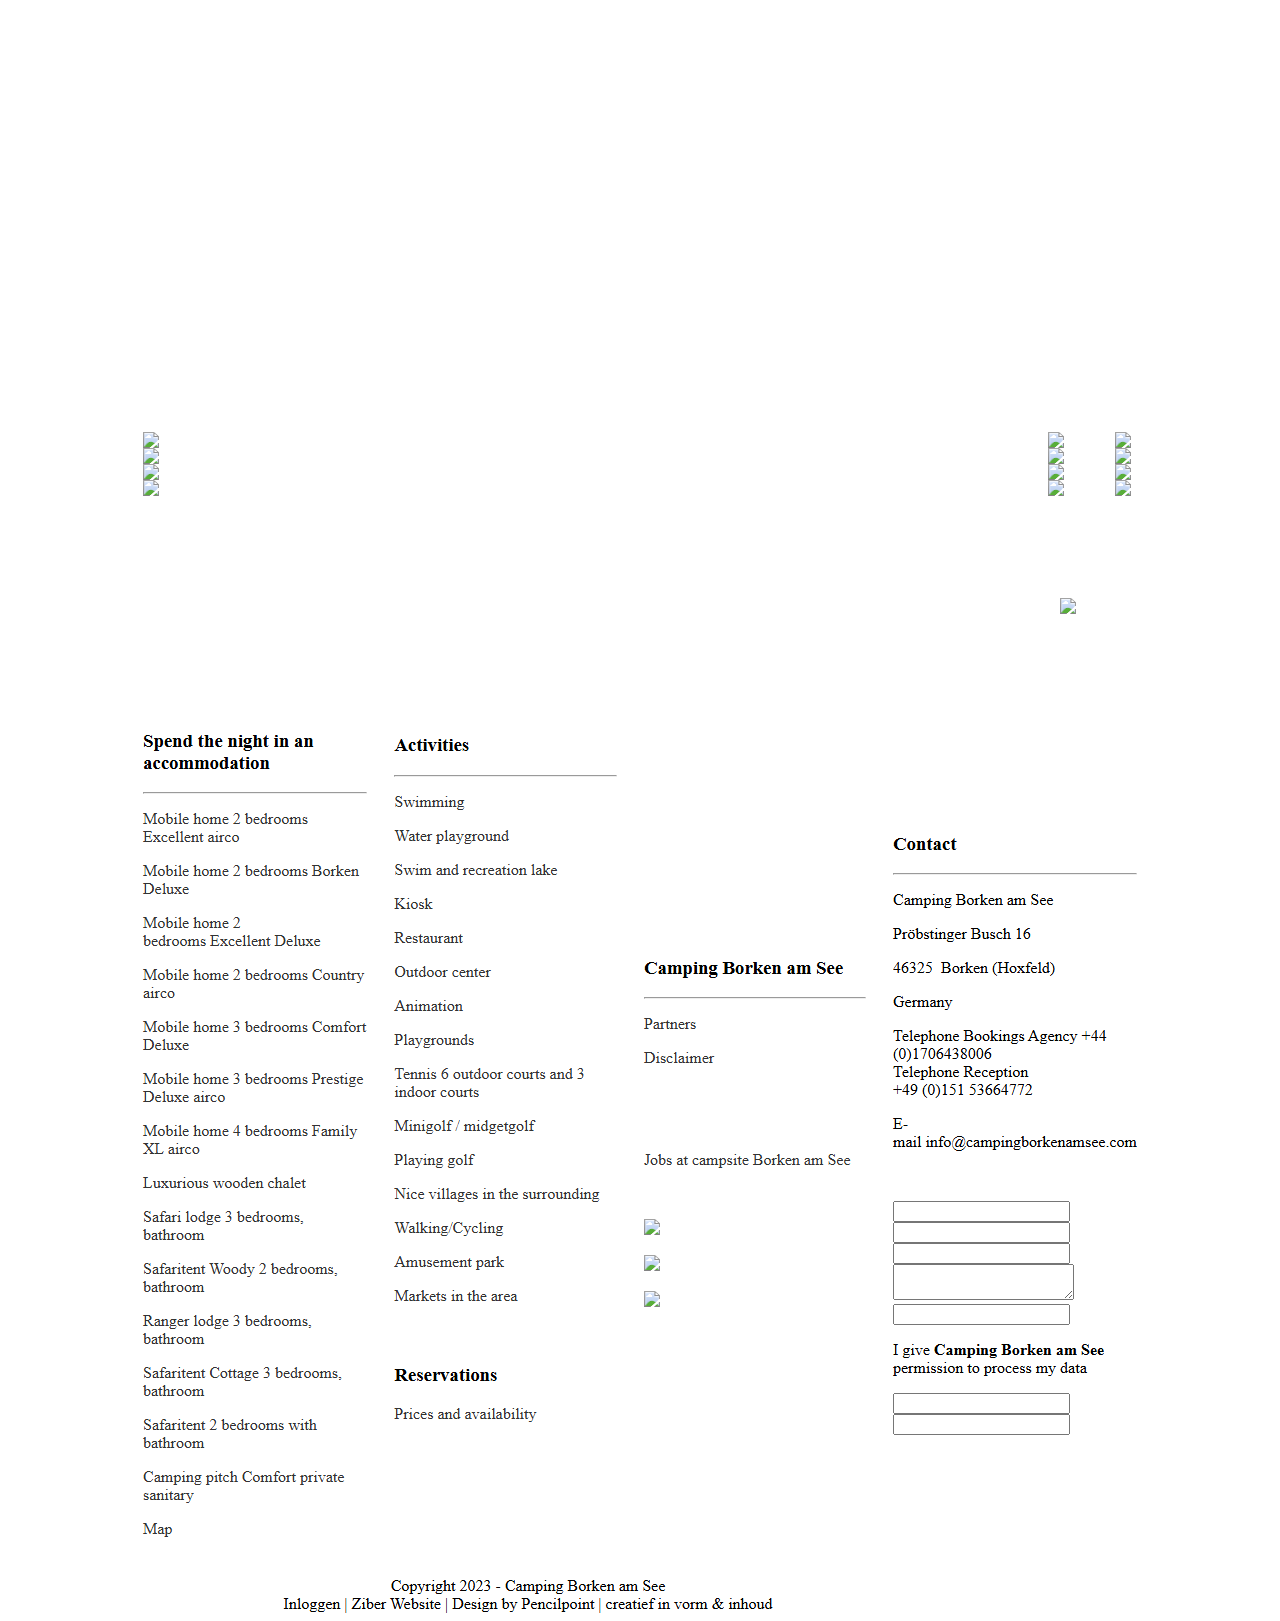 Spend the night in an
accommodation
Mobile home 2 bedrooms
Excellent airco
Mobile home 2 bedrooms Borken
Deluxe
Mobile home 2
bedrooms Excellent Deluxe
Mobile home 2 bedrooms Country
airco
Mobile home 3 bedrooms Comfort
Deluxe
Mobile home 3 bedrooms Prestige
Deluxe airco
Mobile home 4 bedrooms Family
XL airco
Luxurious wooden chalet
Safari lodge 3 bedrooms,
bathroom
Safaritent Woody 2 bedrooms,
bathroom
Ranger lodge 3 bedrooms,
bathroom
Safaritent Cottage 3 bedrooms,
bathroom
Safaritent 2 bedrooms with
bathroom
Camping pitch Comfort private
sanitary
Map
Activities
Swimming
Water playground
Swim and recreation lake
Kiosk
Restaurant
Outdoor center
Animation
Playgrounds
Tennis 6 outdoor courts and 3
indoor courts
Minigolf / midgetgolf
Playing golf
Nice villages in the surrounding
Walking/Cycling
Amusement park
Markets in the area
Reservations
Prices and availability
Camping Borken am See
Partners
Disclaimer
Jobs at campsite Borken am See
Contact
Camping Borken am See
Pröbstinger Busch 16
46325  Borken (Hoxfeld)
Germany
Telephone Bookings Agency +44
(0)1706438006
Telephone Reception
+49 (0)151 53664772
E-
mail info@campingborkenamsee.com
I give Camping Borken am See
permission to process my data
Copyright 2023 - Camping Borken am See
Inloggen | Ziber Website | Design by Pencilpoint | creatief in vorm & inhoud